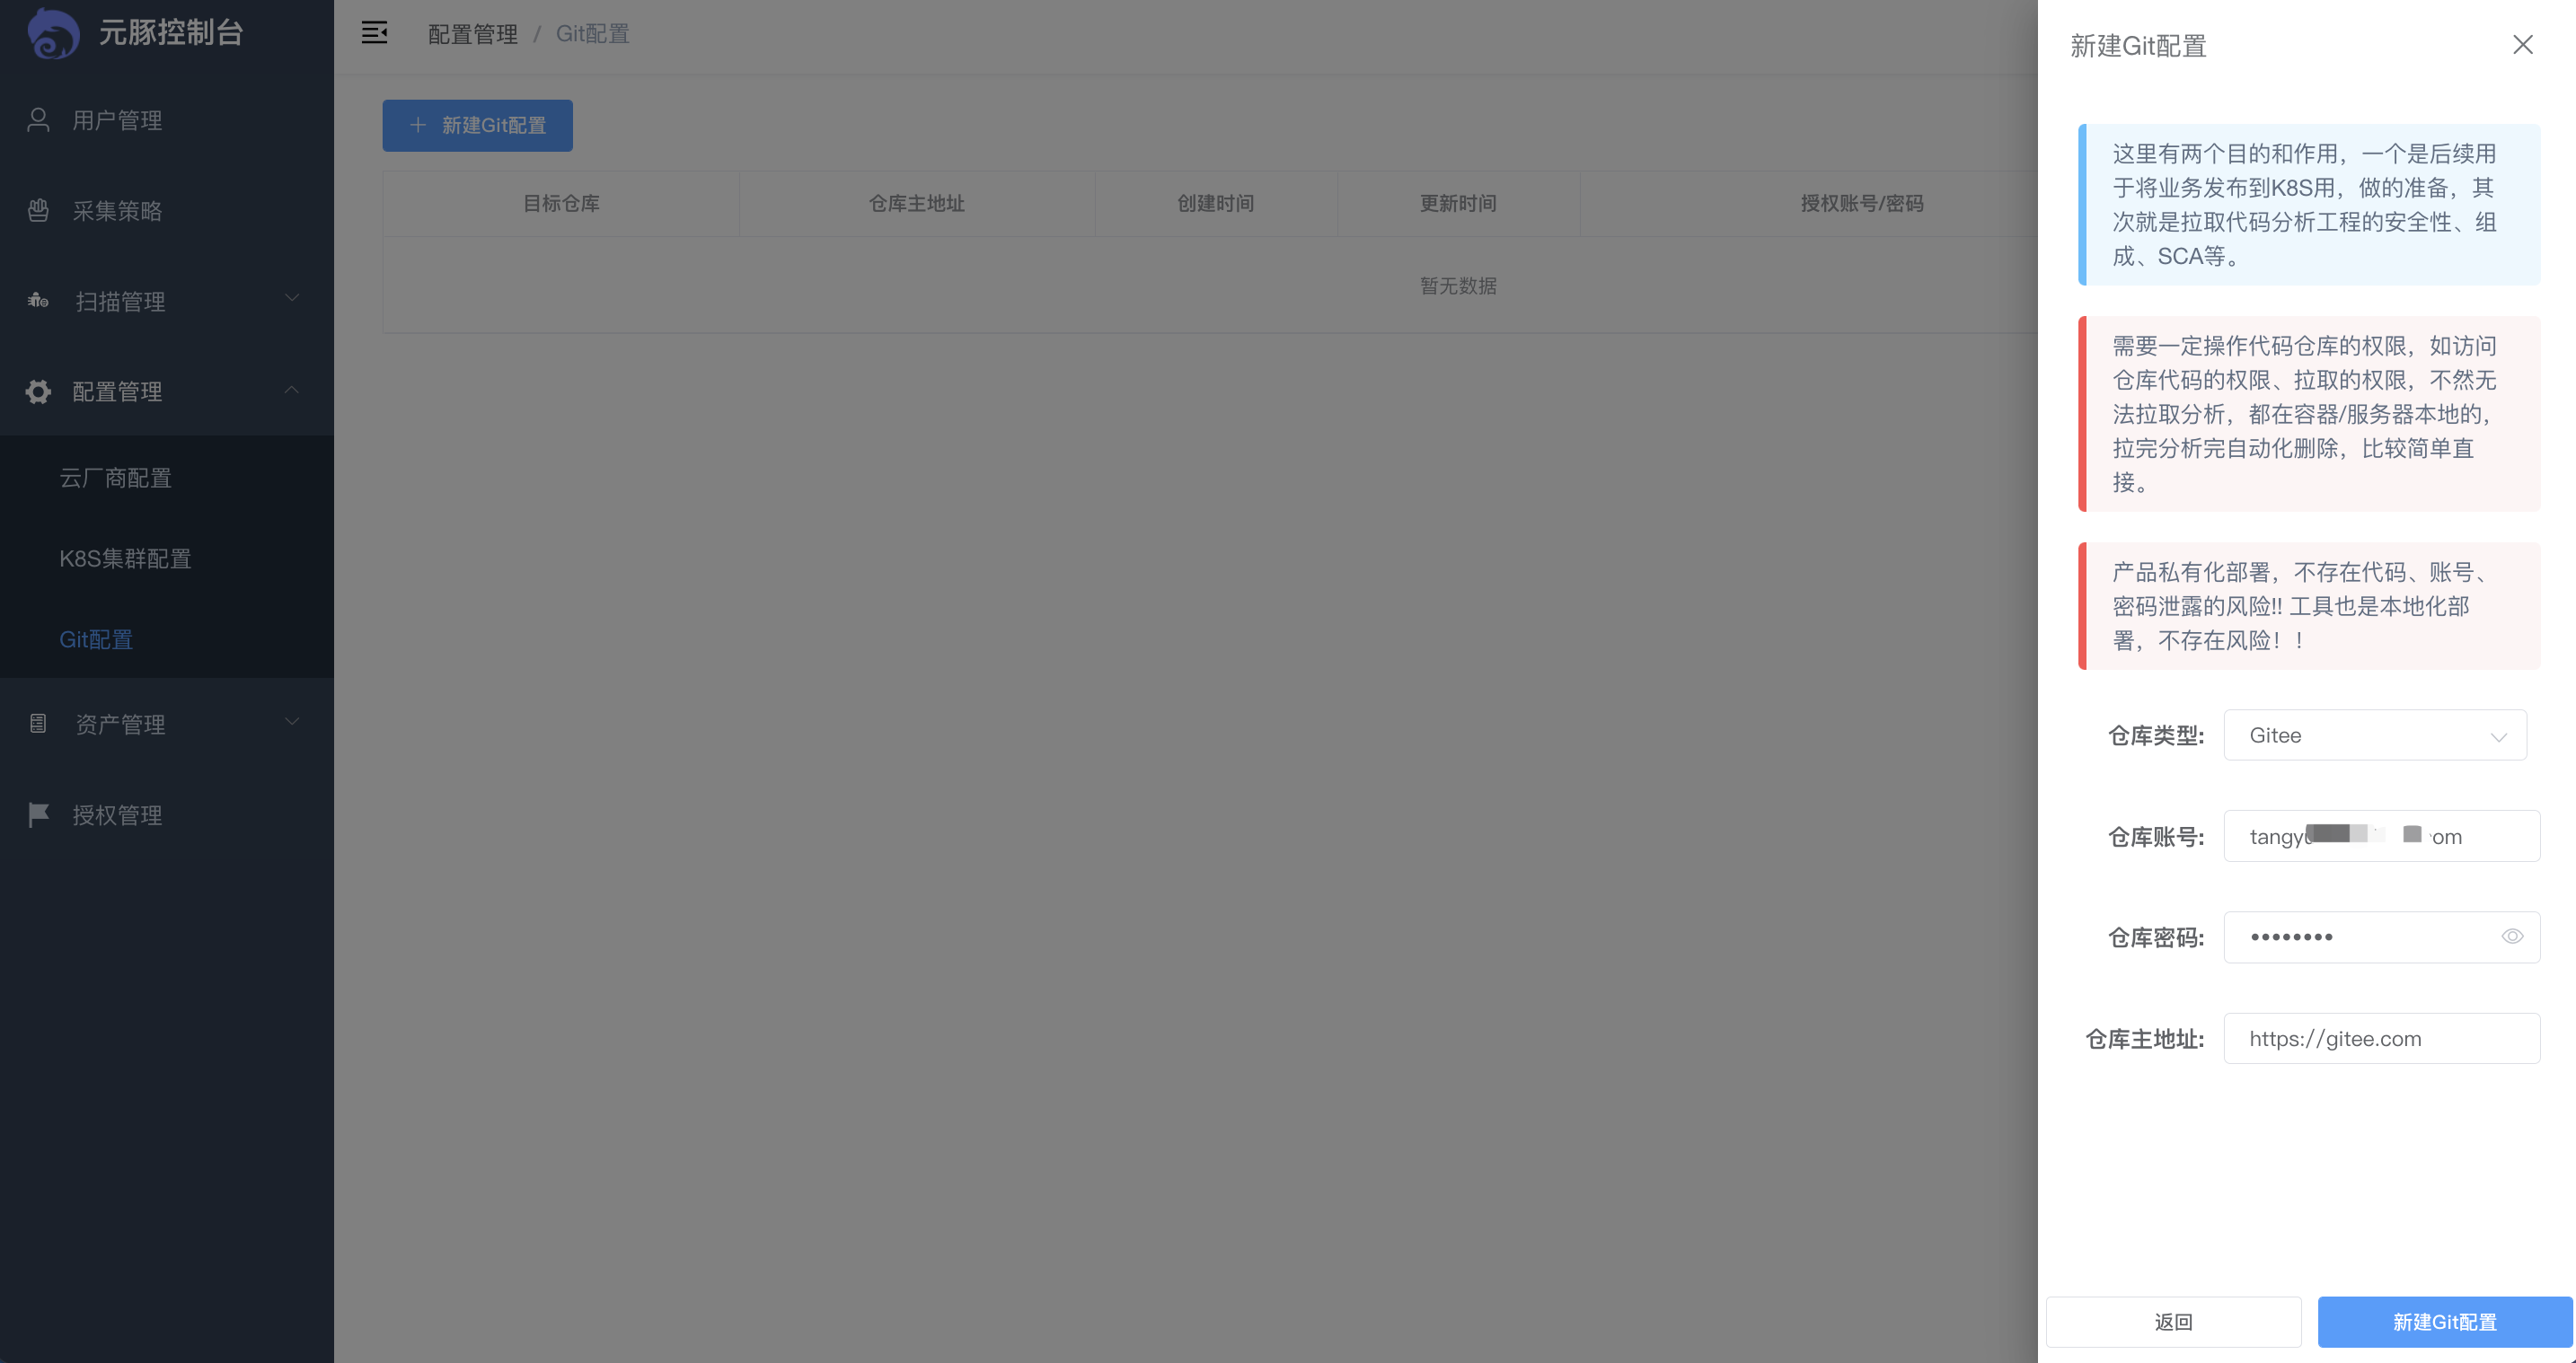 元豚控制台
用户管理
采集策略
扫描管理
配置管理
云厂商配置
K8S集群配置
Git配置
资产管理
授权管理
配置管理 / Git配置
新建Git配置
目标仓库 仓库主地址 创建时间 更新时间 授权账号/密码
暂无数据
新建Git配置
这里有两个目的和作用，一个是后续用
于将业务发布到K8S用，做的准备，其
次就是拉取代码分析工程的安全性、组
成、SCA等。
需要一定操作代码仓库的权限，如访问
仓库代码的权限、拉取的权限，不然无
法拉取分析，都在容器/服务器本地的，
拉完分析完自动化删除，比较简单直
接。
产品私有化部署，不存在代码、账号、
密码泄露的风险!! 工具也是本地化部
署，不存在风险！！
仓库类型: Gitee
仓库账号:
仓库密码: ••••••••
仓库主地址: https://gitee.com
返回 新建Git配置